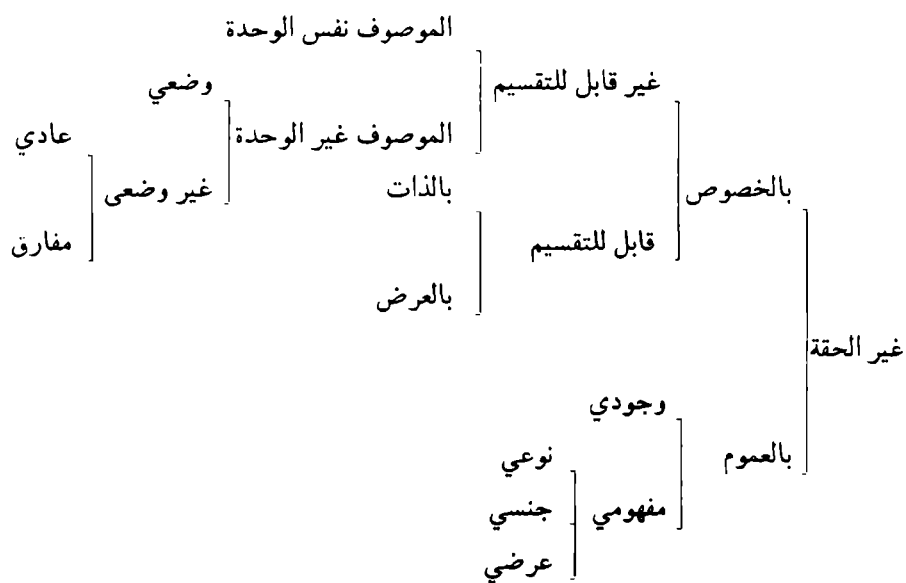 الموصوف نفس الوحدة
غير قابل للتقسيم
وضعي
الموصوف غير الوحدة
عادي
بالخصوص
بالذات
غير وضعى
قابل للتقسيم
مفارق
بالعرض
غير الحقة
وجودي
بالعموم
نوعي
مفهومي
جنسي
عرضي